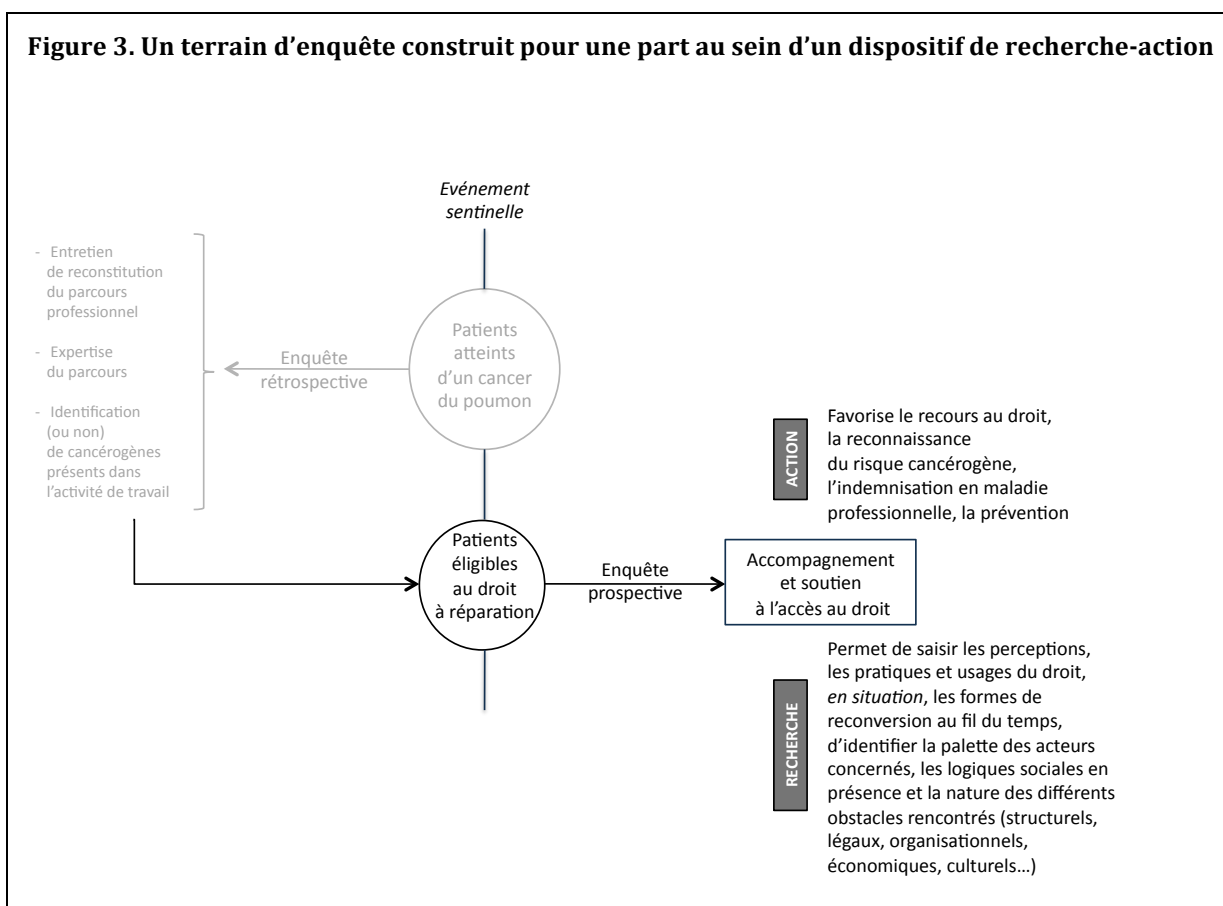 Figure 3. Un terrain d’enquête construit pour une part au sein d’un dispositif de recherche-action
Evénement
sentinelle
- Entretien
de reconstitution
du parcours
professionnel
- Expertise
du parcours
- Identification
(ou non)
de cancérogènes
présents dans
l’activité de travail
Enquête
rétrospective
Patients
atteints
d’un cancer
du poumon
ACTION
Favorise le recours au droit,
la reconnaissance
du risque cancérogène,
l’indemnisation en maladie
professionnelle, la prévention
Patients
éligibles
au droit
à réparation
Enquête
prospective
Accompagnement
et soutien
à l’accès au droit
RECHERCHE
Permet de saisir les perceptions,
les pratiques et usages du droit,
en situation, les formes de
reconversion au fil du temps,
d’identifier la palette des acteurs
concernés, les logiques sociales en
présence et la nature des différents
obstacles rencontrés (structurels,
légaux, organisationnels,
économiques, culturels…)